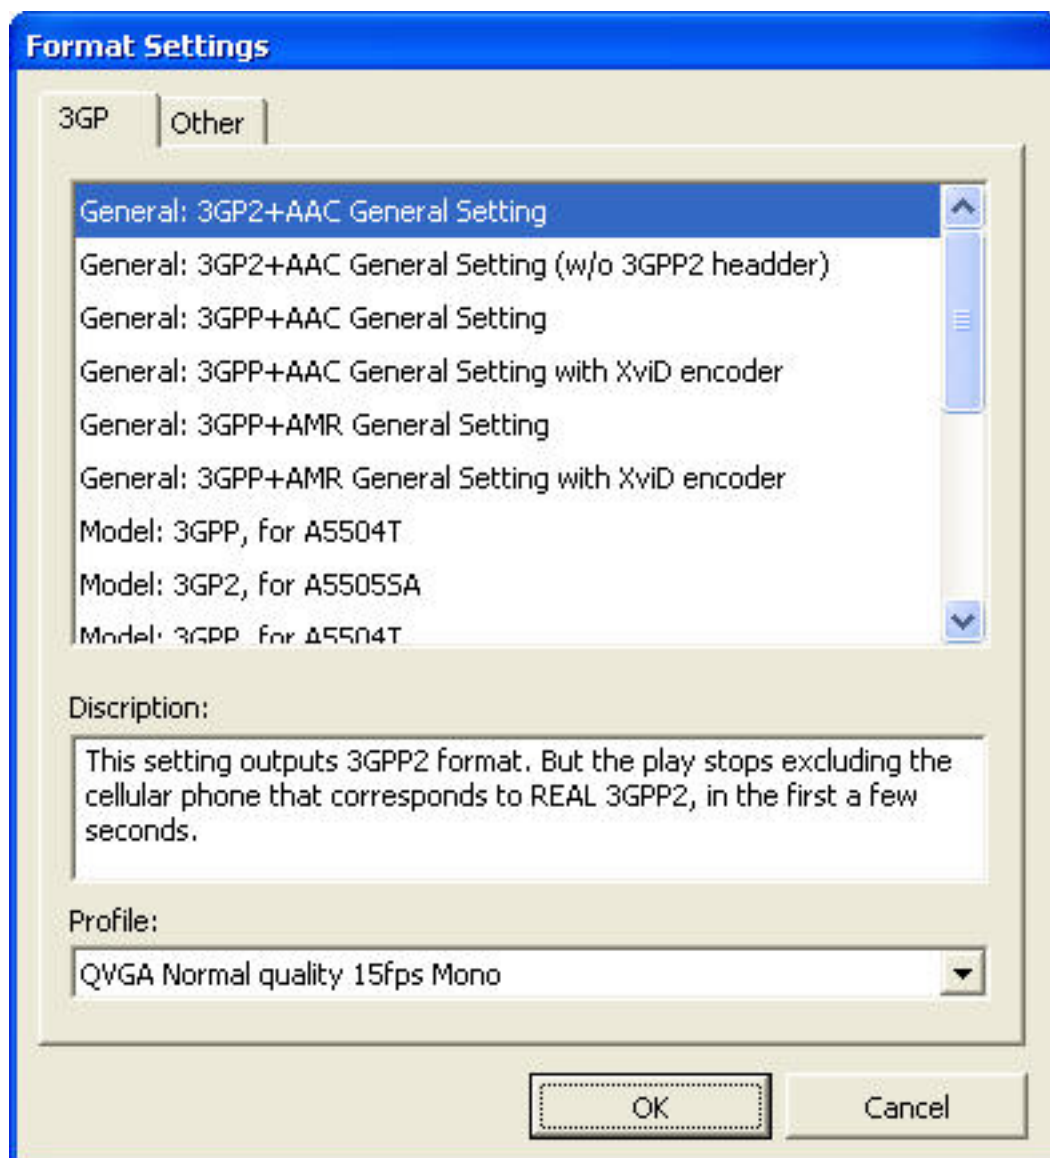 Format Settings
3GP
Other
General: 3GP2+AAC General Setting
General: 3GP2+AAC General Setting (w/o 3GPP2 headder)
General: 3GPP+AAC General Setting
General: 3GPP+AAC General Setting with XviD encoder
General: 3GPP+AMR General Setting
General: 3GPP+AMR General Setting with XviD encoder
Model: 3GPP, for A5504T
Model: 3GP2, for A5505SA
Model: 3GPP, for A5504T
Discription:
This setting outputs 3GPP2 format. But the play stops excluding the
cellular phone that corresponds to REAL 3GPP2, in the first a few
seconds.
Profile:
QVGA Normal quality 15fps Mono
OK
Cancel